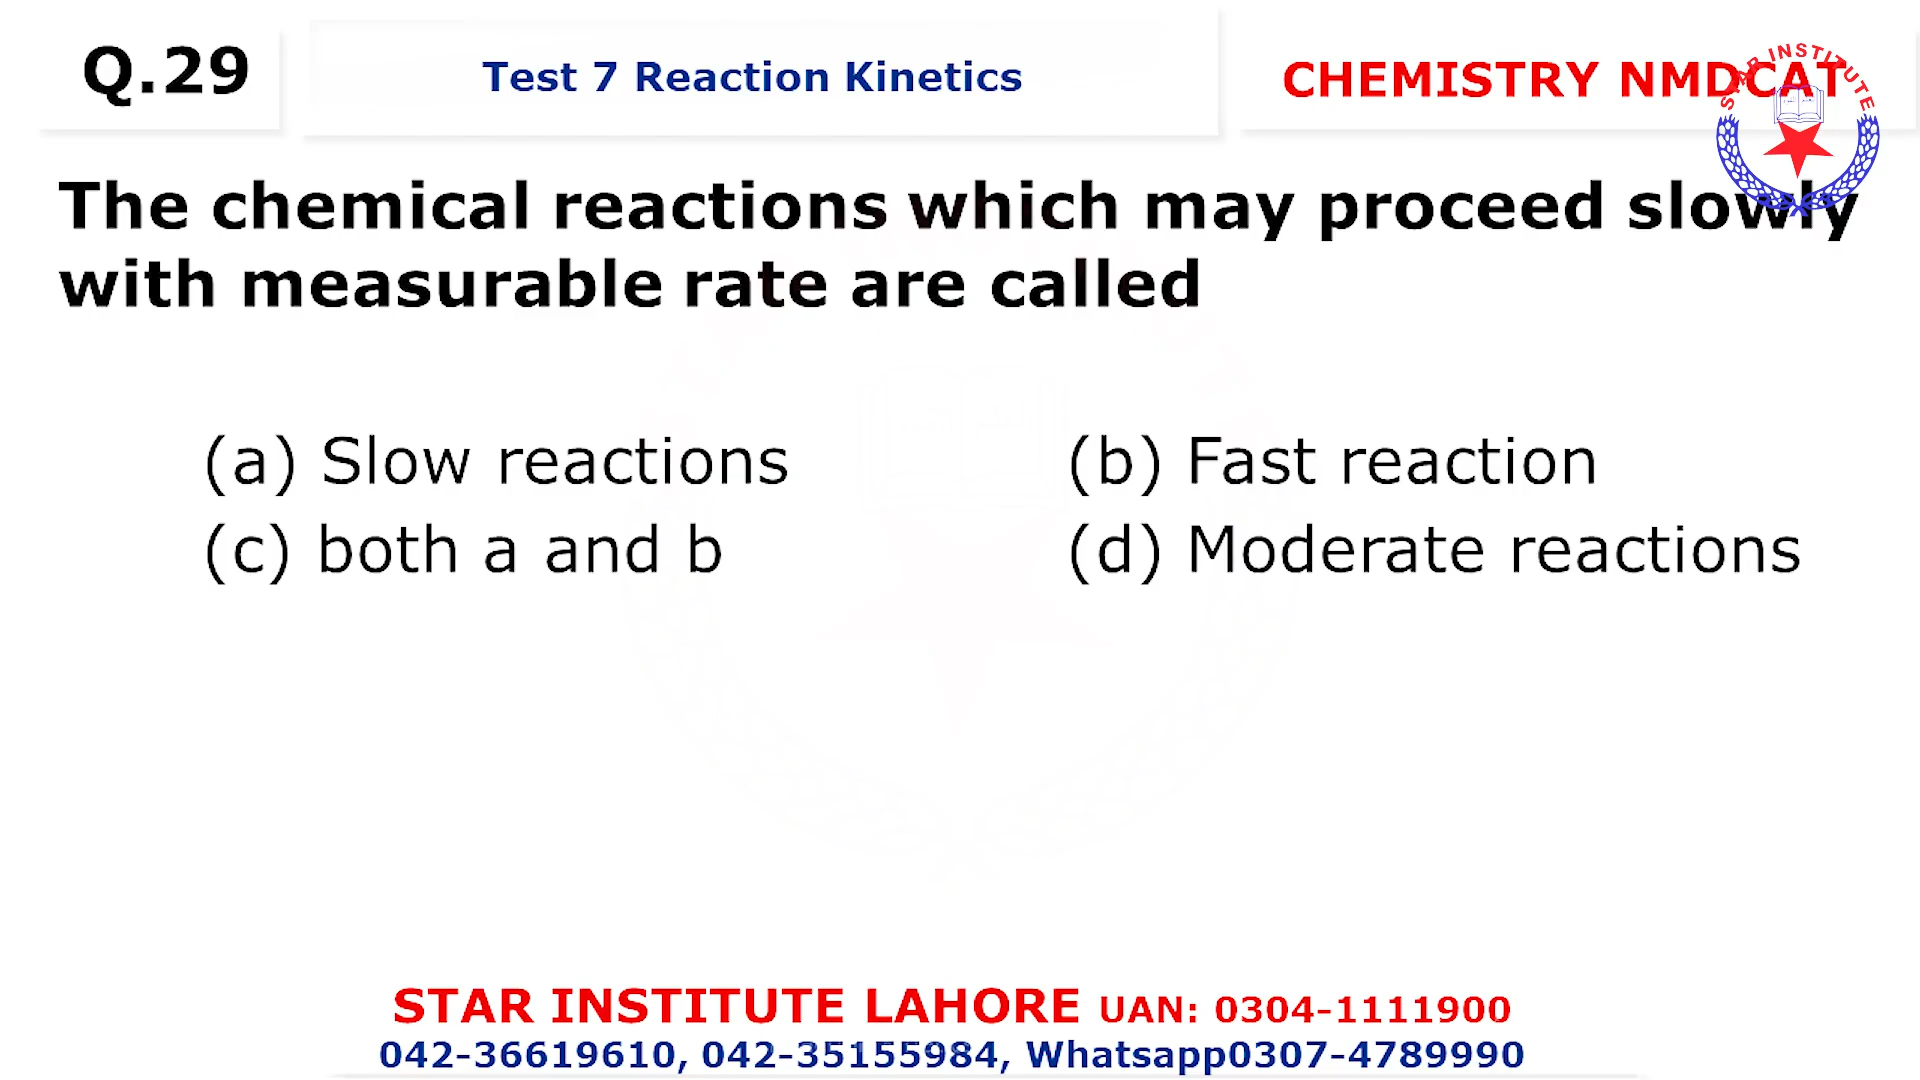 Q.29
Test 7 Reaction Kinetics
CHEMISTRY NMDCAT
STAR INSTITUTE
The chemical reactions which may proceed slowly
with measurable rate are called
(a) Slow reactions
(b) Fast reaction
(c) both a and b
(d) Moderate reactions
STAR INSTITUTE LAHORE UAN: 0304-1111900
042-36619610, 042-35155984, Whatsapp0307-4789990